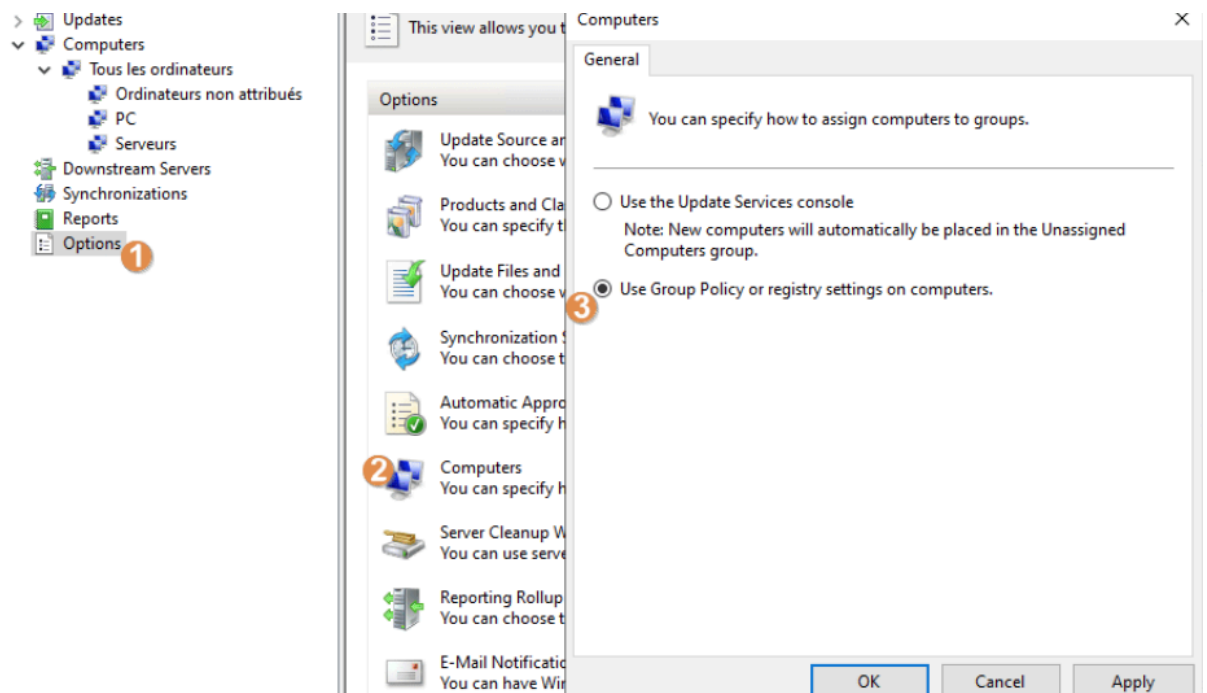 Updates
Computers
Tous les ordinateurs
Ordinateurs non attribués
PC
Serveurs
Downstream Servers
Synchronizations
Reports
Options
1
This view allows you t
Options
Update Source ar
You can choose v
Products and Cla
You can specify t
Update Files and
You can choose v
Synchronization S
You can choose t
Automatic Appro
You can specify h
2
Computers
You can specify h
Server Cleanup W
You can use serve
Reporting Rollup
You can choose t
E-Mail Notificatic
You can have Wir
Computers
General
You can specify how to assign computers to groups.
Use the Update Services console
Note: New computers will automatically be placed in the Unassigned
Computers group.
3
Use Group Policy or registry settings on computers.
OK
Cancel
Apply